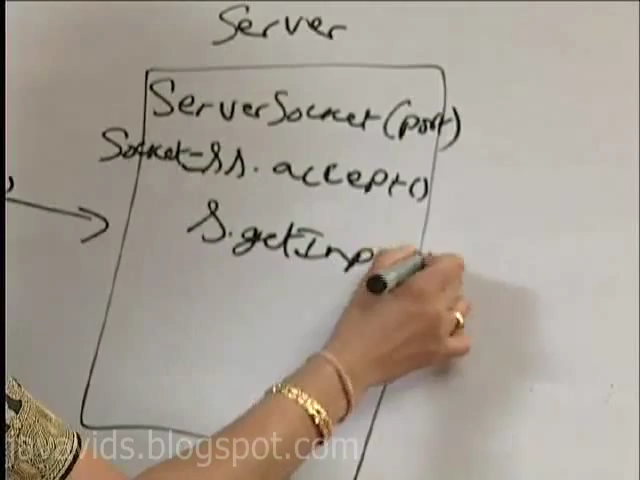 Server
ServerSocket(port)
Socket=ss.accept()
s.getInp
javavids.blogspot.com